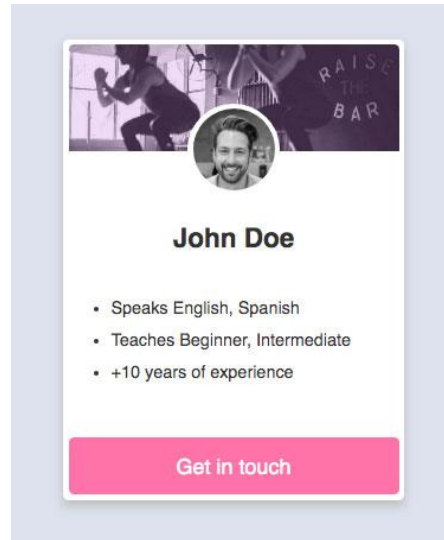 RAISE
THE
BAR
John Doe
• Speaks English, Spanish
• Teaches Beginner, Intermediate
• +10 years of experience
Get in touch